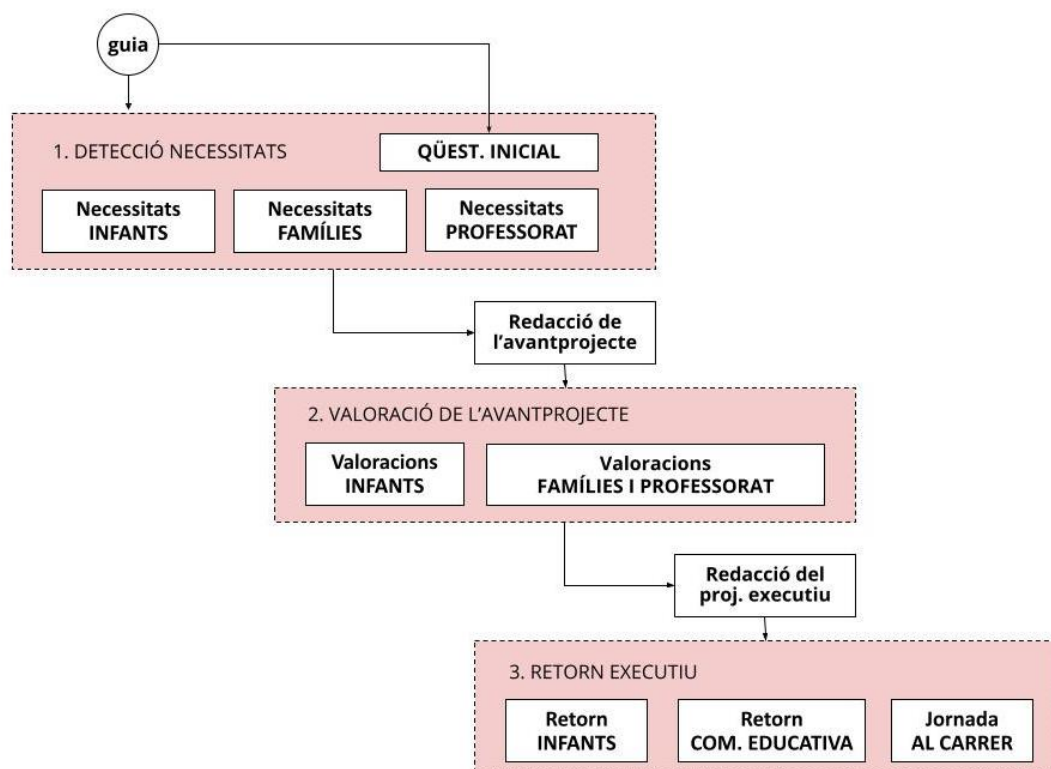 guia
1. DETECCIÓ NECESSITATS
QÜEST. INICIAL
Necessitats
INFANTS
Necessitats
FAMÍLIES
Necessitats
PROFESSORAT
Redacció de
l'avantprojecte
2. VALORACIÓ DE L'AVANTPROJECTE
Valoracions
INFANTS
Valoracions
FAMÍLIES I PROFESSORAT
Redacció del
proj. executiu
3. RETORN EXECUTIU
Retorn
INFANTS
Retorn
COM. EDUCATIVA
Jornada
AL CARRER